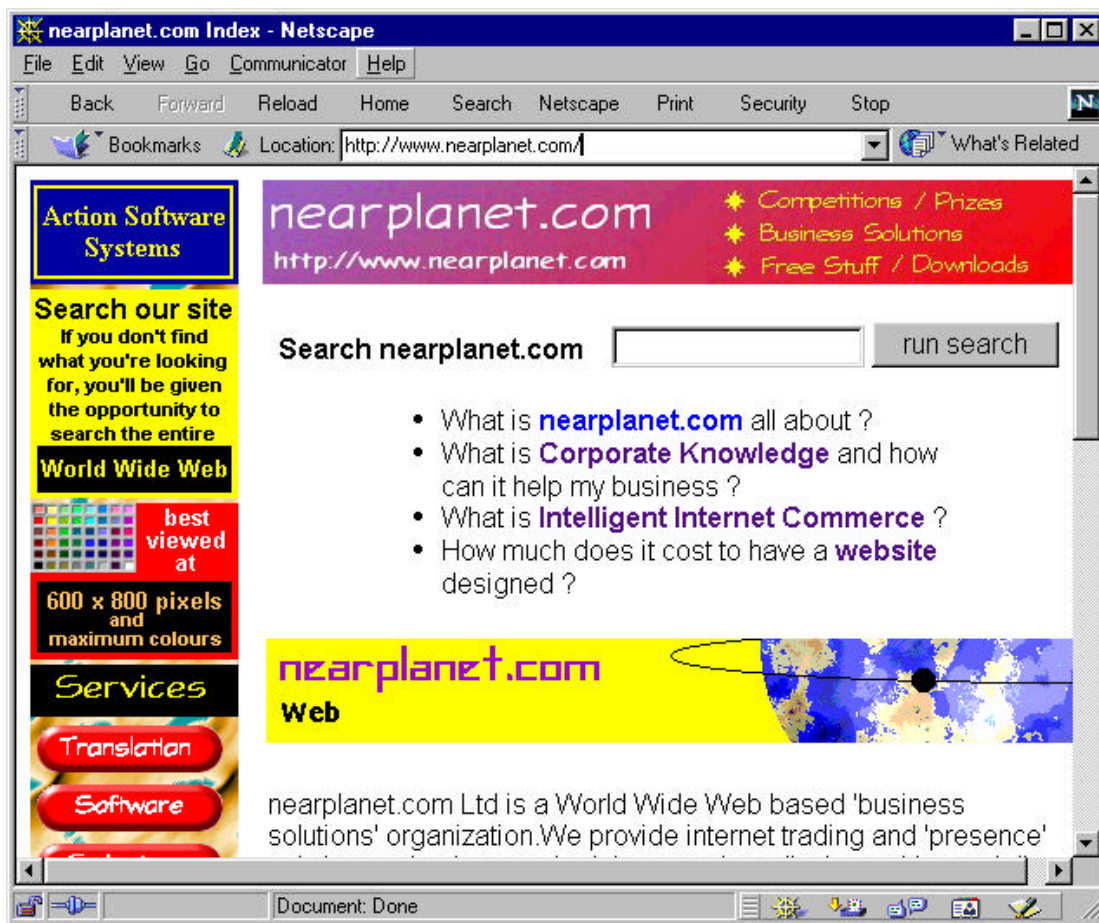 nearplanet.com Index - Netscape
File Edit View Go Communicator Help
Back Forward Reload Home Search Netscape Print Security Stop
N
Bookmarks Location: http://www.nearplanet.com/ What's Related
Action Software
Systems
Search our site
If you don't find
what you're looking
for, you'll be given
the opportunity to
search the entire
World Wide Web
best
viewed
at
600 x 800 pixels
and
maximum colours
Services
Translation
Software
nearplanet.com
http://www.nearplanet.com
Competitions / Prizes
Business Solutions
Free Stuff / Downloads
Search nearplanet.com run search
• What is nearplanet.com all about ?
• What is Corporate Knowledge and how
can it help my business ?
• What is Intelligent Internet Commerce ?
• How much does it cost to have a website
designed ?
nearplanet.com
Web
nearplanet.com Ltd is a World Wide Web based 'business
solutions' organization.We provide internet trading and 'presence'
Document: Done